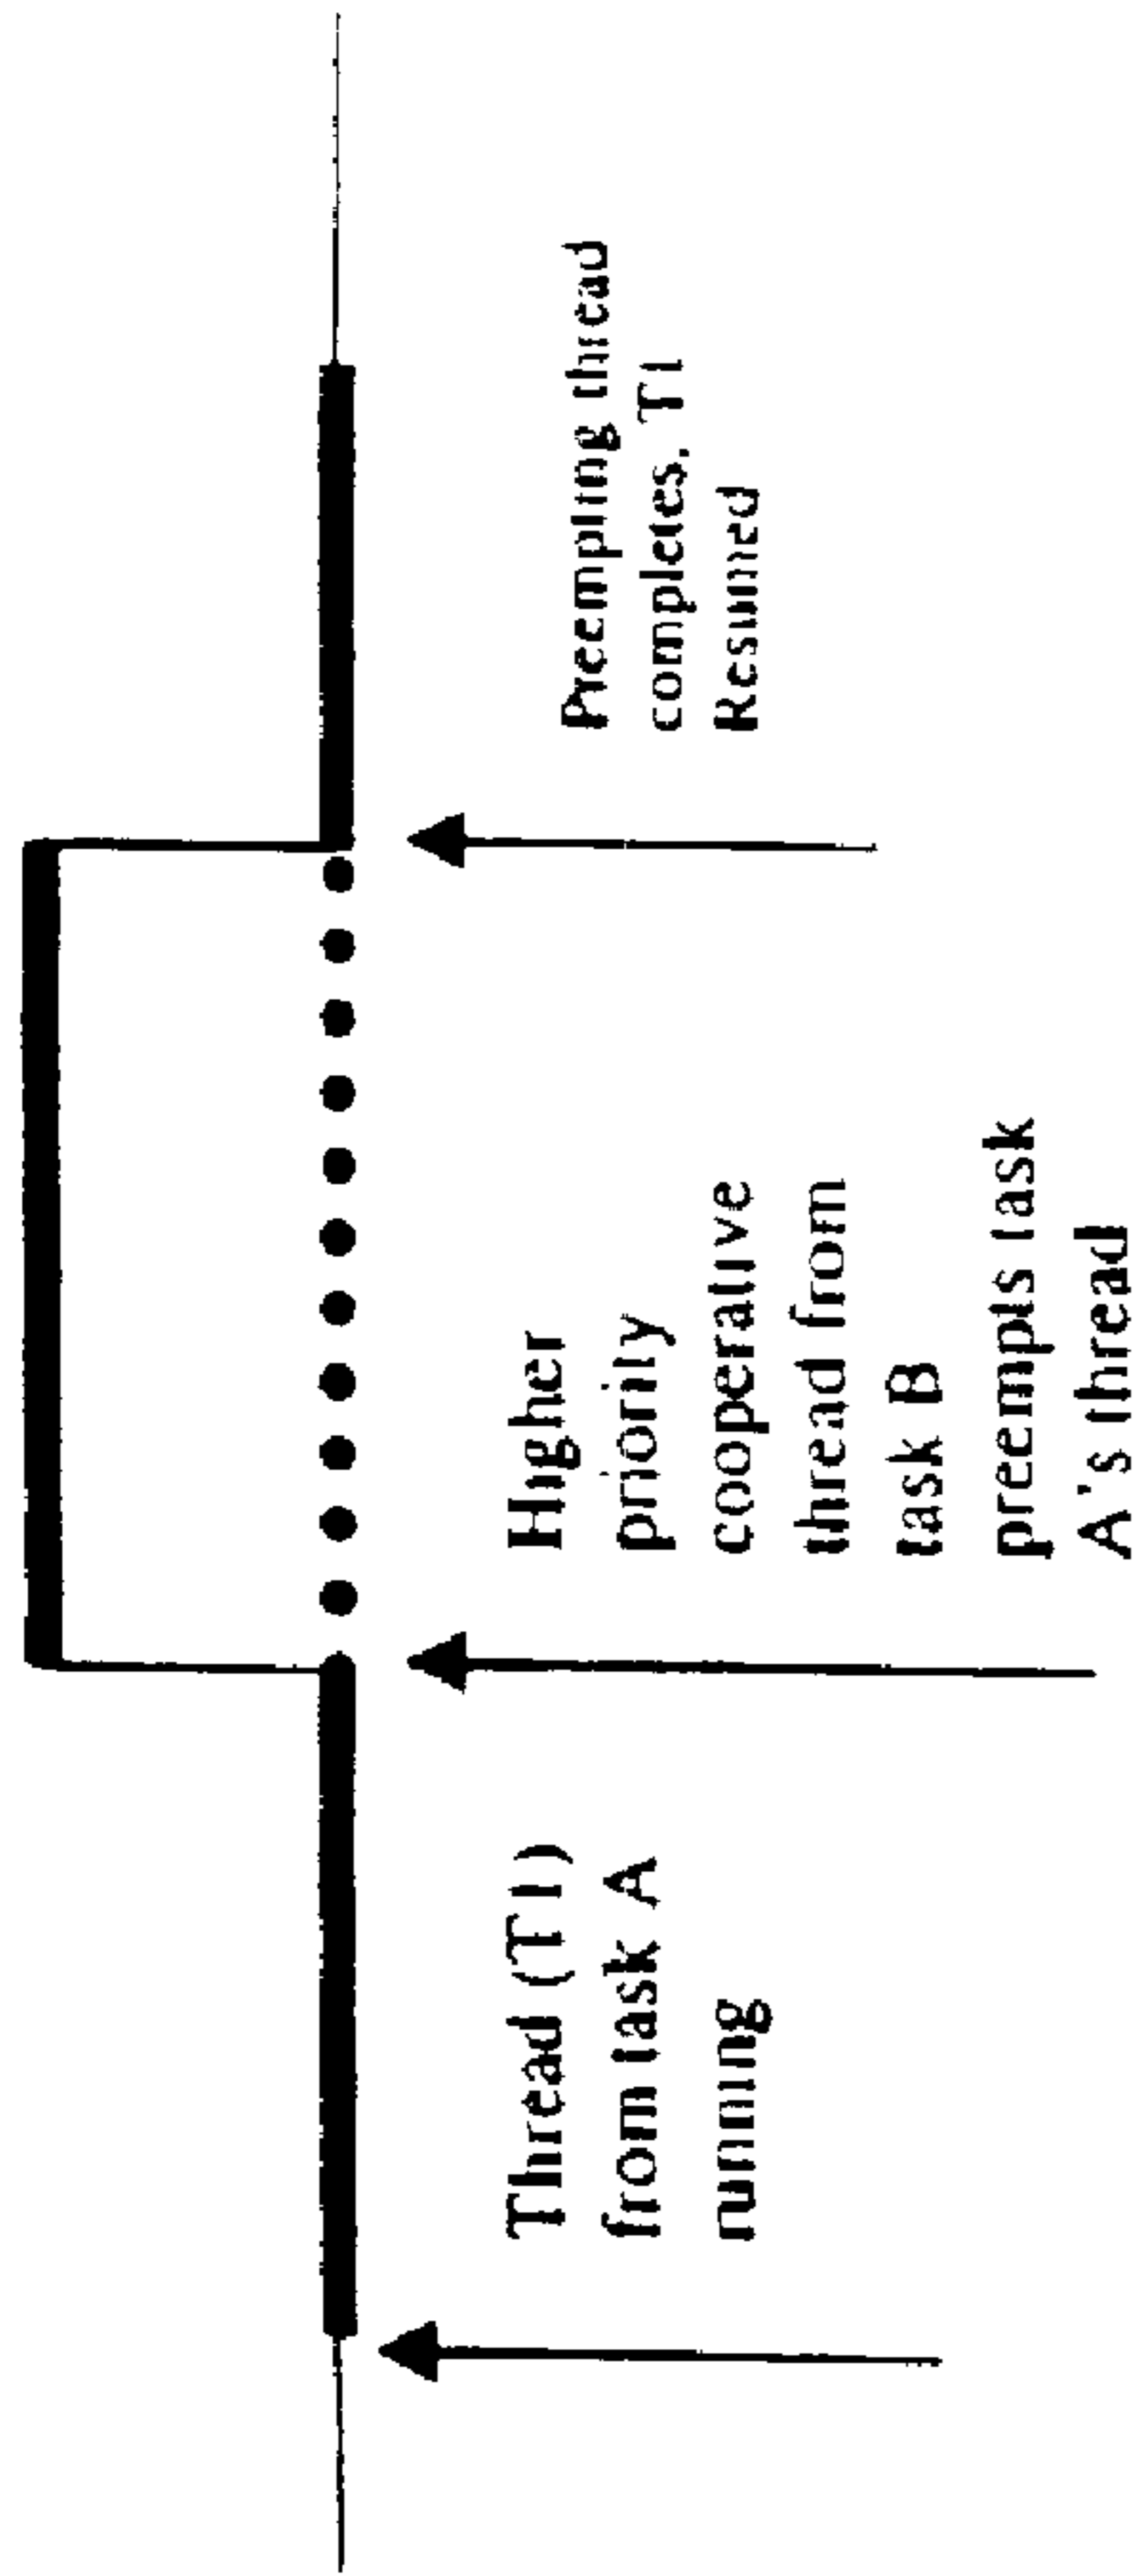 Thread (T1)
from task A
running
Higher
priority
cooperative
thread from
task B
preempts task
A's thread
Preempting thread
completes, T1
Resumed